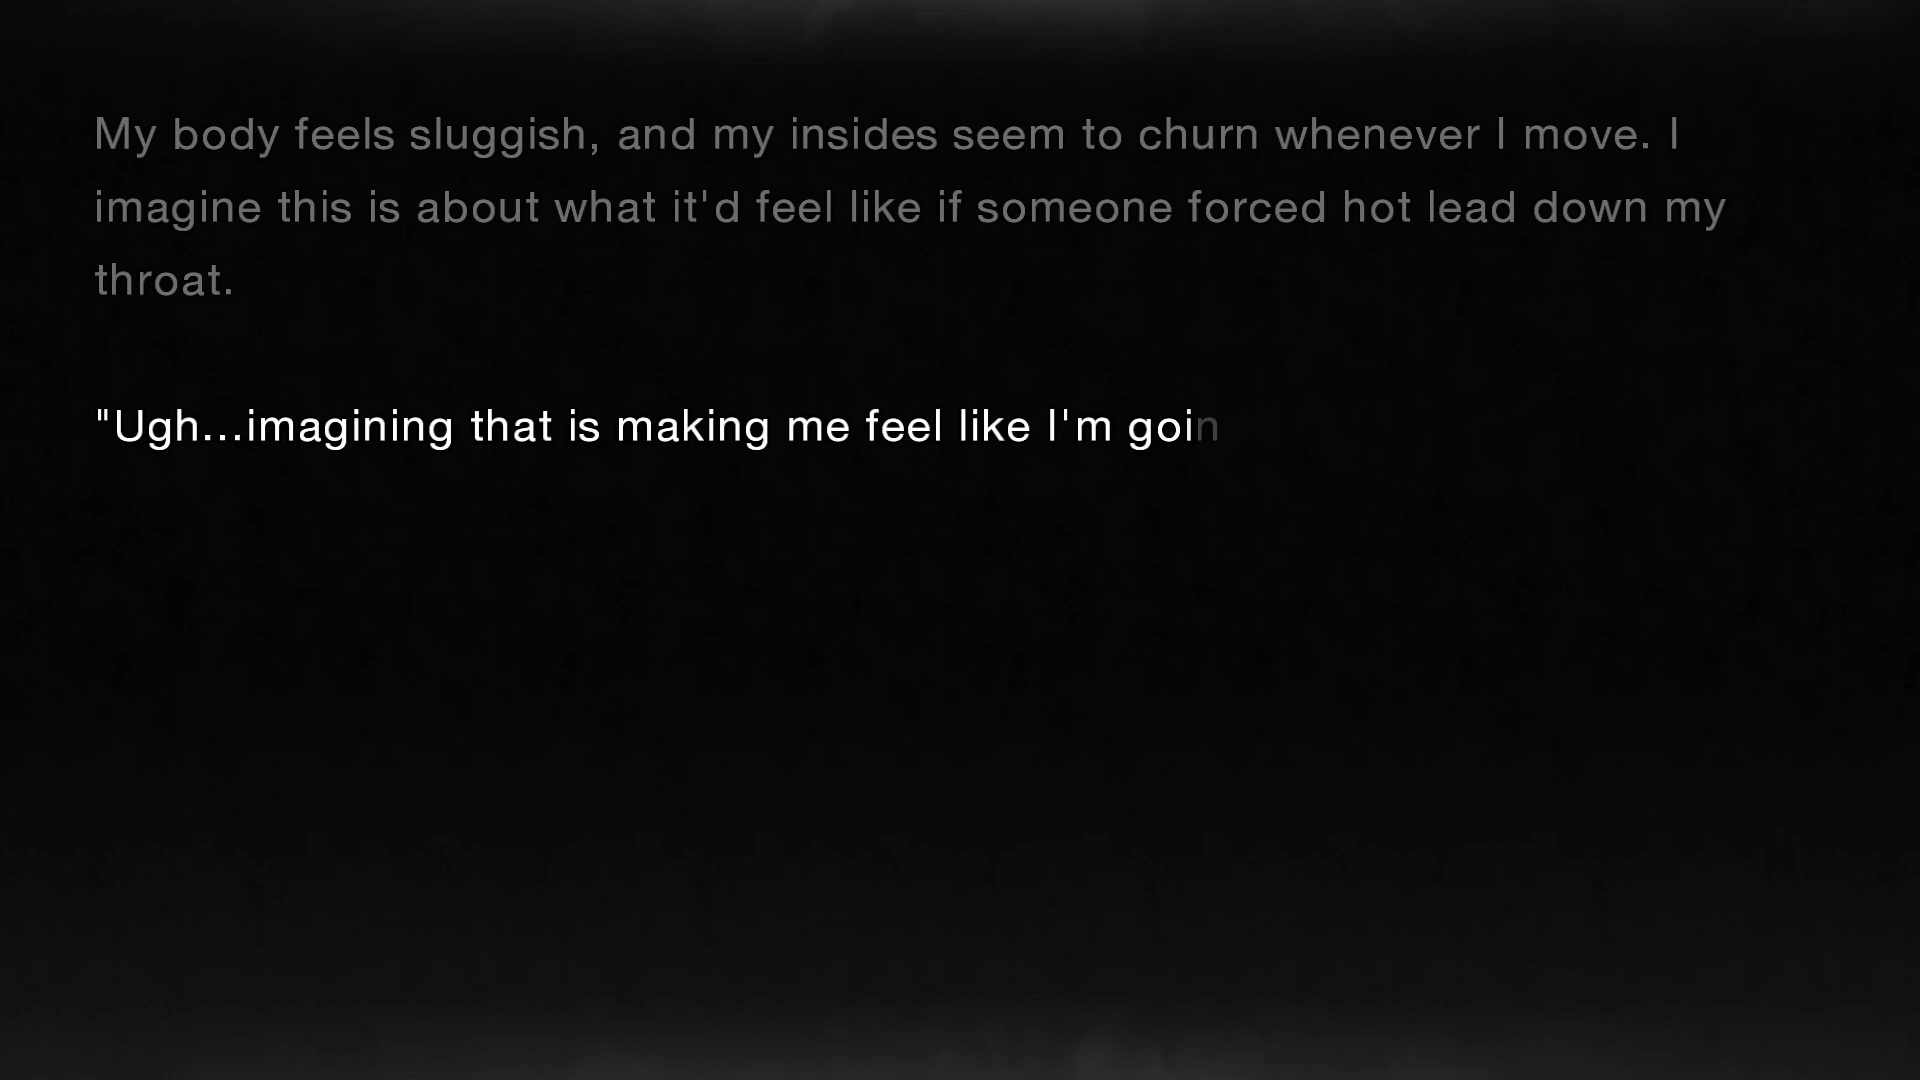 My body feels sluggish, and my insides seem to churn whenever I move. I
imagine this is about what it'd feel like if someone forced hot lead down my
throat.
"Ugh...imagining that is making me feel like I'm goin